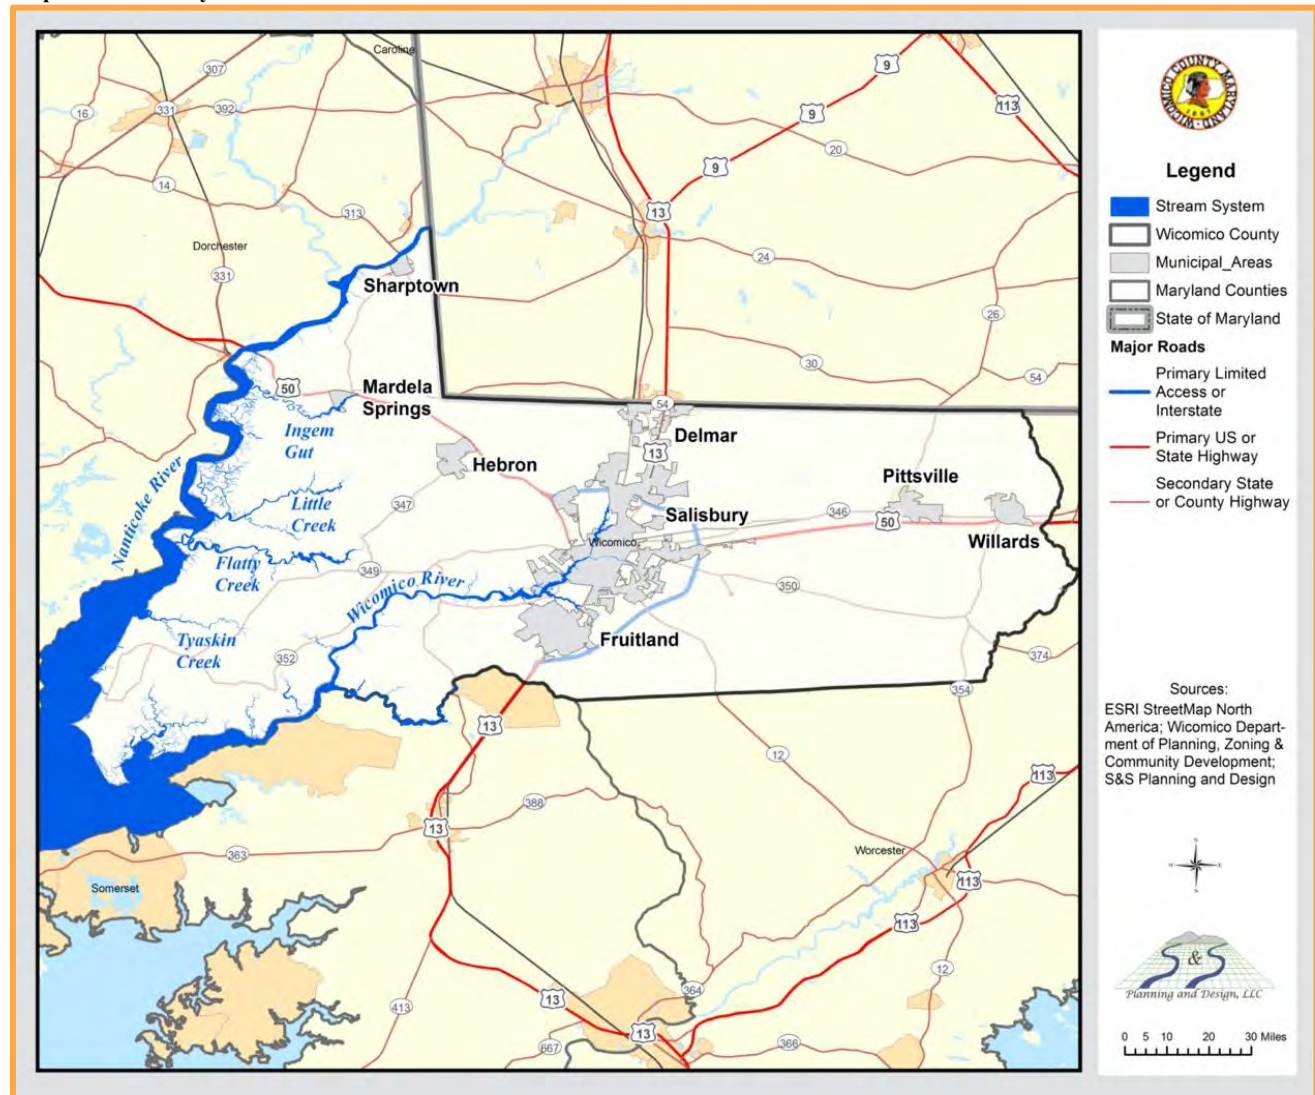 Caroline
307
9
16
331
392
9
113
20
9
14
313
13
Dorchester
24
331
Sharptown
26
30
50
Mardela
Springs
54
54
Ingem
Gut
Delmar
13
Hebron
Pittsville
Nanticoke River
Little
Creek
347
346
50
Salisbury
Willards
Wicomico
Flatty
Creek
349
350
Wicomico River
Tyaskin
Creek
352
Fruitland
374
354
13
12
113
388
13
363
Worcester
113
Somerset
113
12
13
364
413
13
667
366
WICOMICO COUNTY, MARYLAND
1867
Legend
Stream System
Wicomico County
Municipal_Areas
Maryland Counties
State of Maryland
Major Roads
Primary Limited
Access or
Interstate
Primary US or
State Highway
Secondary State
or County Highway
Sources:
ESRI StreetMap North
America; Wicomico Depart-
ment of Planning, Zoning &
Community Development;
S&S Planning and Design
S & S
Planning and Design, LLC
0 5 10 20 30 Miles